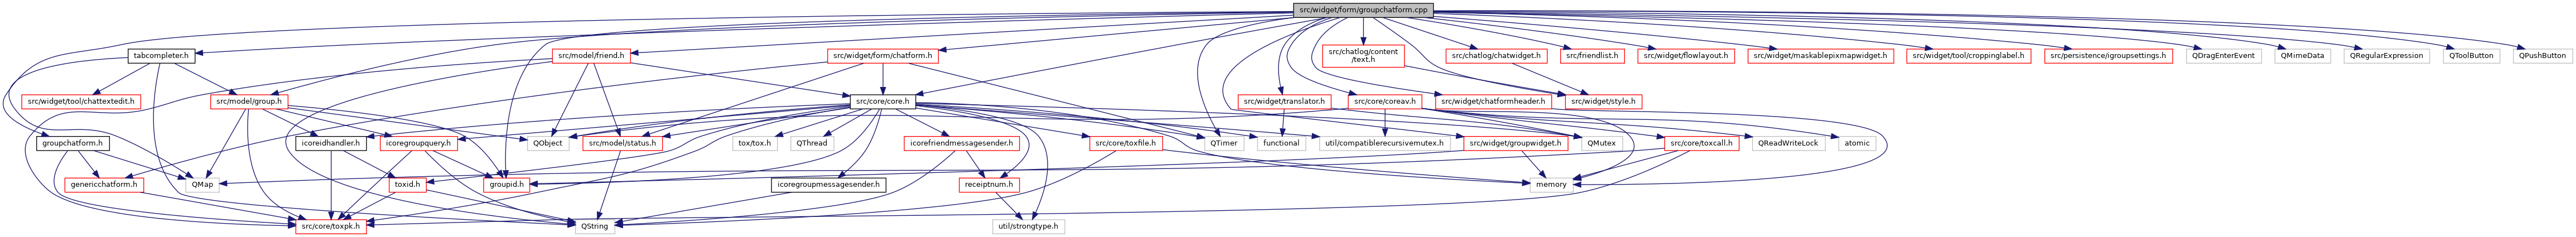 src/widget/form/groupchatform.cpp
tabcompleter.h
src/model/friend.h
src/widget/form/chatform.h
src/chatlog/content
/text.h
src/chatlog/chatwidget.h
src/friendlist.h
src/widget/flowlayout.h
src/widget/maskablepixmapwidget.h
src/widget/tool/croppinglabel.h
src/persistence/igroupsettings.h
QDragEnterEvent
QMimeData
QRegularExpression
QToolButton
QPushButton
src/widget/tool/chattextedit.h
src/model/group.h
src/core/core.h
src/widget/translator.h
src/core/coreav.h
src/widget/chatformheader.h
src/widget/style.h
groupchatform.h
icoreidhandler.h
icoregroupquery.h
QObject
src/model/status.h
tox/tox.h
QThread
icorefriendmessagesender.h
src/core/toxfile.h
QTimer
functional
util/compatiblerecursivemutex.h
src/widget/groupwidget.h
QMutex
src/core/toxcall.h
QReadWriteLock
atomic
genericchatform.h
QMap
toxid.h
groupid.h
icoregroupmessagesender.h
receiptnum.h
memory
src/core/toxpk.h
QString
util/strongtype.h